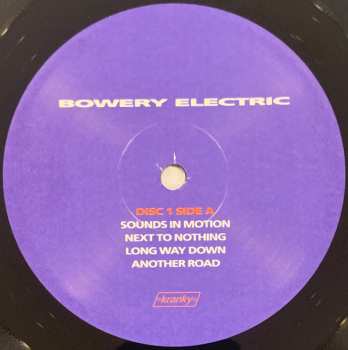 BOWERY ELECTRIC
DISC 1 SIDE A
SOUNDS IN MOTION
NEXT TO NOTHING
LONG WAY DOWN
ANOTHER ROAD
kranky